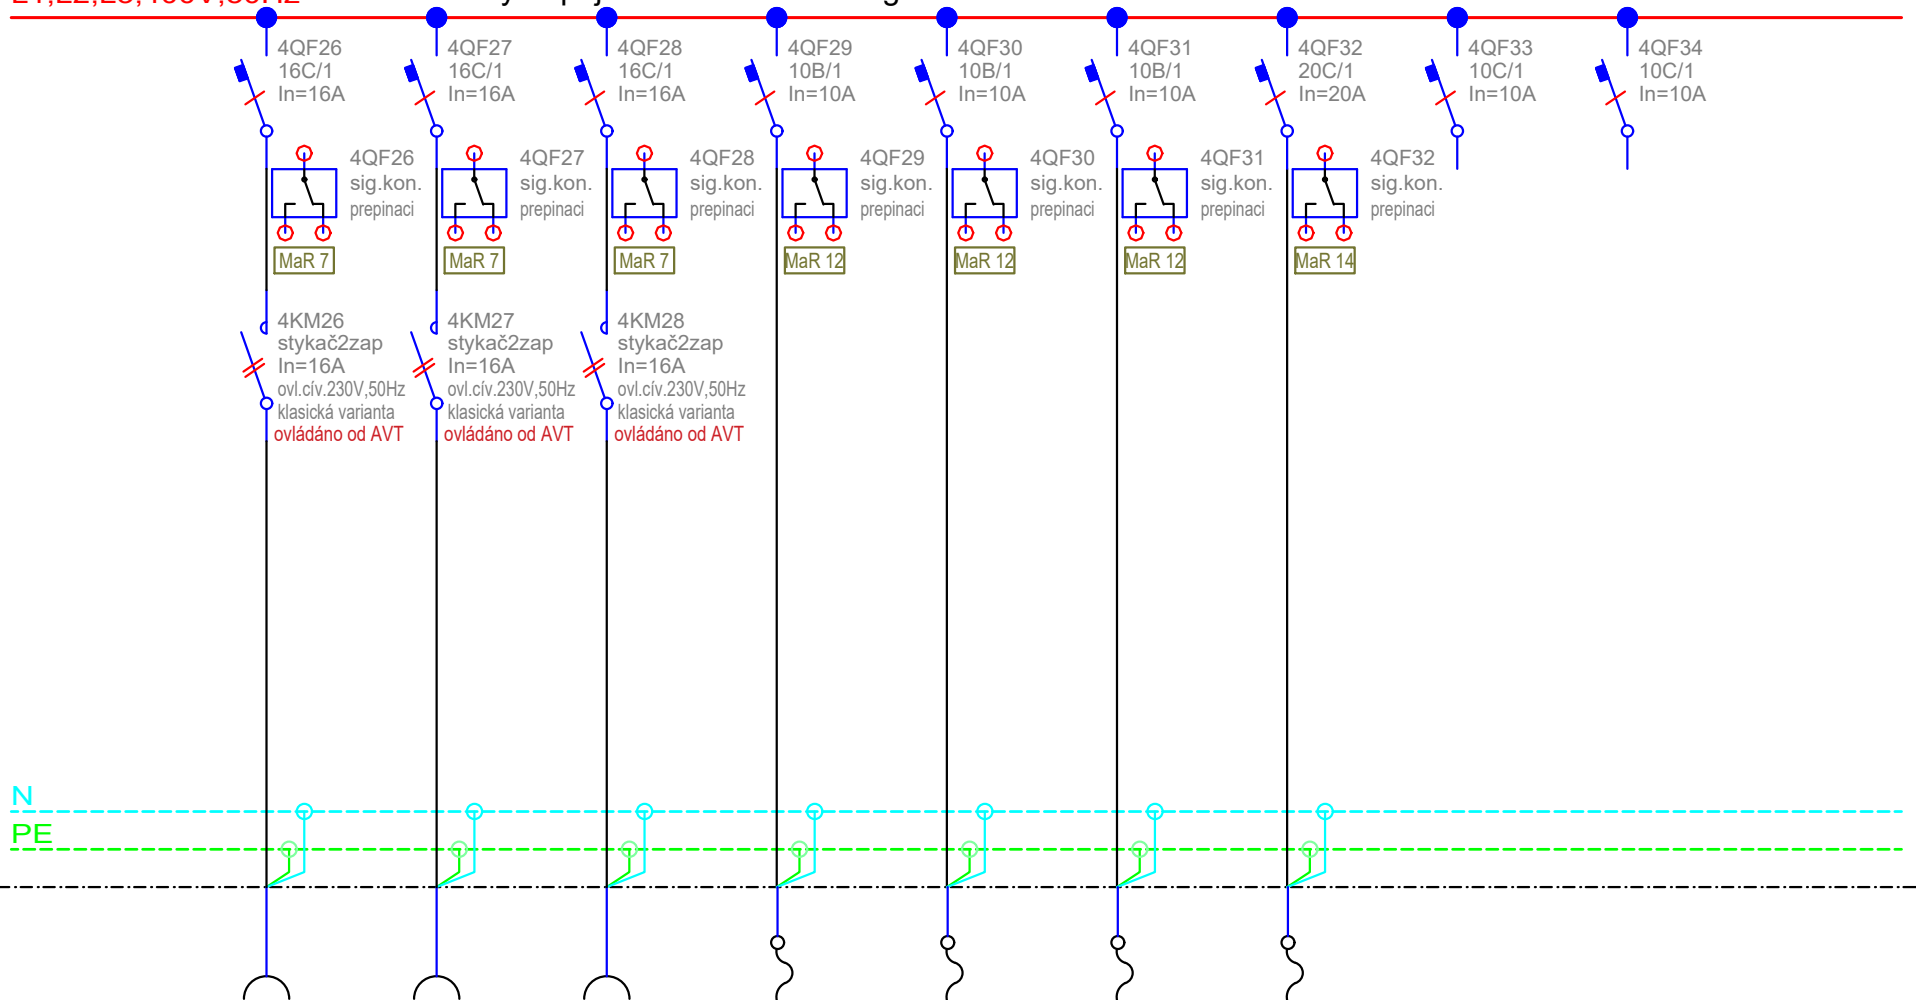 4QF26
16C/1
In=16A
4QF27
16C/1
In=16A
4QF28
16C/1
In=16A
4QF29
10B/1
In=10A
4QF30
10B/1
In=10A
4QF31
10B/1
In=10A
4QF32
20C/1
In=20A
4QF33
10C/1
In=10A
4QF34
10C/1
In=10A
4QF26
sig.kon.
prepinaci
MaR 7
4QF27
sig.kon.
prepinaci
MaR 7
4QF28
sig.kon.
prepinaci
MaR 7
4QF29
sig.kon.
prepinaci
MaR 12
4QF30
sig.kon.
prepinaci
MaR 12
4QF31
sig.kon.
prepinaci
MaR 12
4QF32
sig.kon.
prepinaci
MaR 14
4KM26
stykač2zap
In=16A
ovl.cív.230V,50Hz
klasická varianta
ovládáno od AVT
4KM27
stykač2zap
In=16A
ovl.cív.230V,50Hz
klasická varianta
ovládáno od AVT
4KM28
stykač2zap
In=16A
ovl.cív.230V,50Hz
klasická varianta
ovládáno od AVT
N
PE